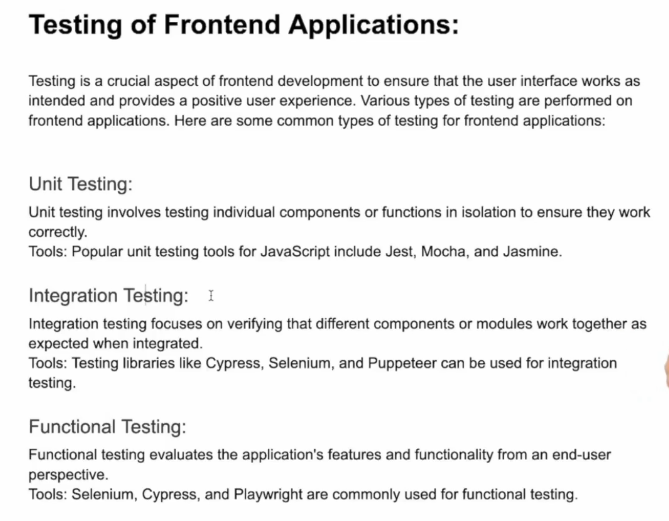 Testing of Frontend Applications:
Testing is a crucial aspect of frontend development to ensure that the user interface works as
intended and provides a positive user experience. Various types of testing are performed on
frontend applications. Here are some common types of testing for frontend applications:
Unit Testing:
Unit testing involves testing individual components or functions in isolation to ensure they work
correctly.
Tools: Popular unit testing tools for JavaScript include Jest, Mocha, and Jasmine.
Integration Testing:
Integration testing focuses on verifying that different components or modules work together as
expected when integrated.
Tools: Testing libraries like Cypress, Selenium, and Puppeteer can be used for integration
testing.
Functional Testing:
Functional testing evaluates the application's features and functionality from an end-user
perspective.
Tools: Selenium, Cypress, and Playwright are commonly used for functional testing.